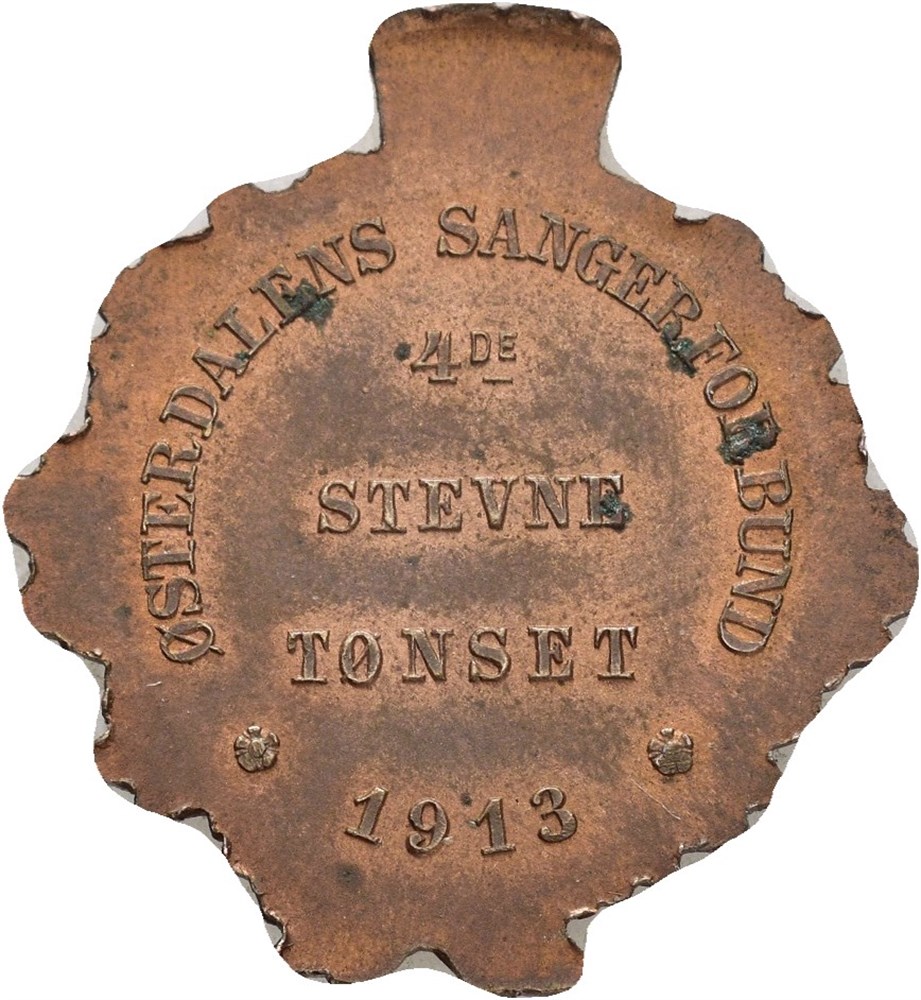 ØSTERDALENS SANGERFORBUND
4DE
STEVNE
TØNSET
1913